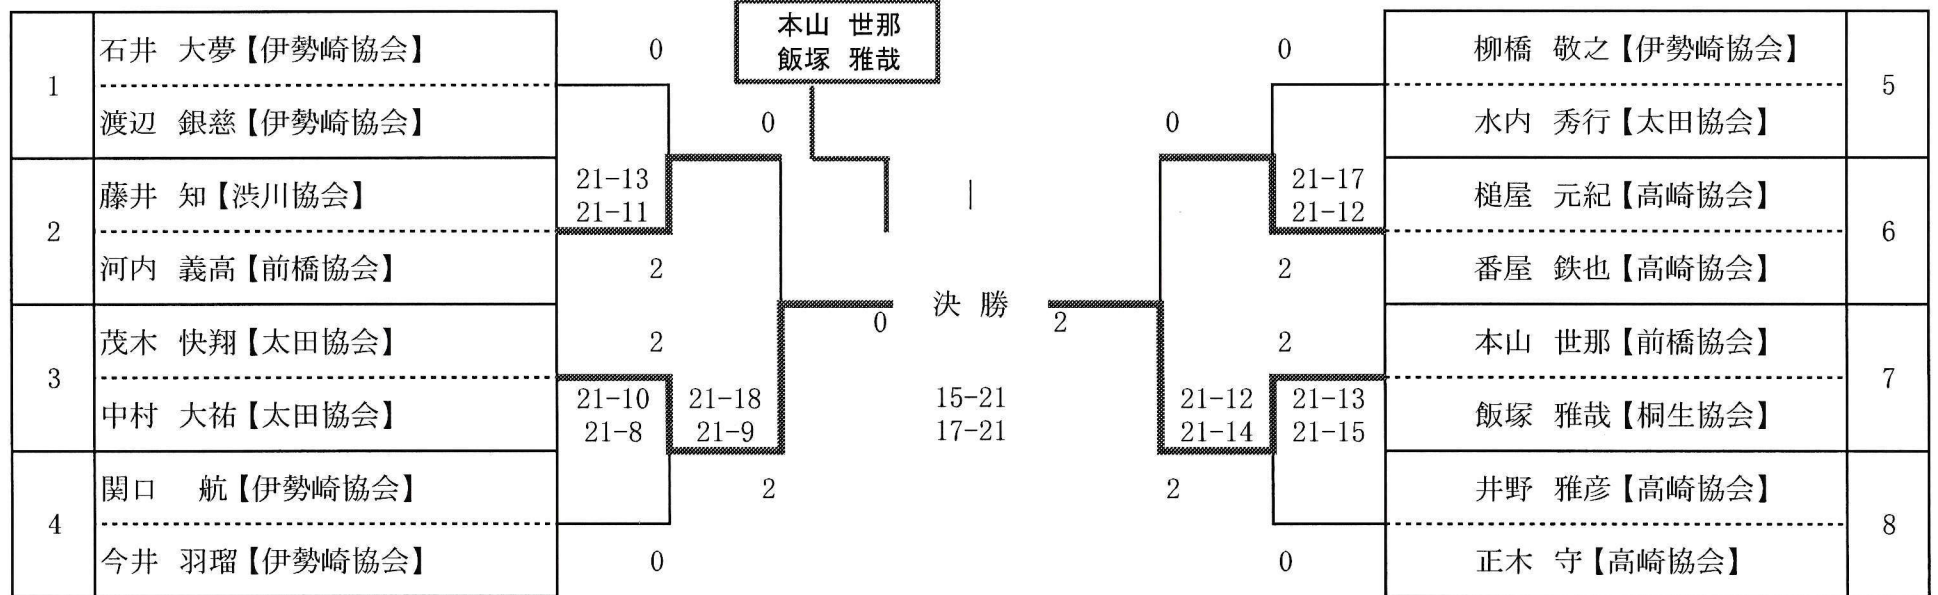 本山 世那
飯塚 雅哉
1
石井 大夢【伊勢崎協会】
渡辺 銀慈【伊勢崎協会】
2
藤井 知【渋川協会】
河内 義高【前橋協会】
3
茂木 快翔【太田協会】
中村 大祐【太田協会】
4
関口 航【伊勢崎協会】
今井 羽瑠【伊勢崎協会】
0
21-13
21-11
2
2
21-10
21-8
0
0
21-18
21-9
2
|
0 決 勝 2
15-21
17-21
0
21-12
21-14
2
0
21-17
21-12
2
2
21-13
21-15
0
柳橋 敬之【伊勢崎協会】
水内 秀行【太田協会】
5
槌屋 元紀【高崎協会】
番屋 鉄也【高崎協会】
6
本山 世那【前橋協会】
飯塚 雅哉【桐生協会】
7
井野 雅彦【高崎協会】
正木 守【高崎協会】
8